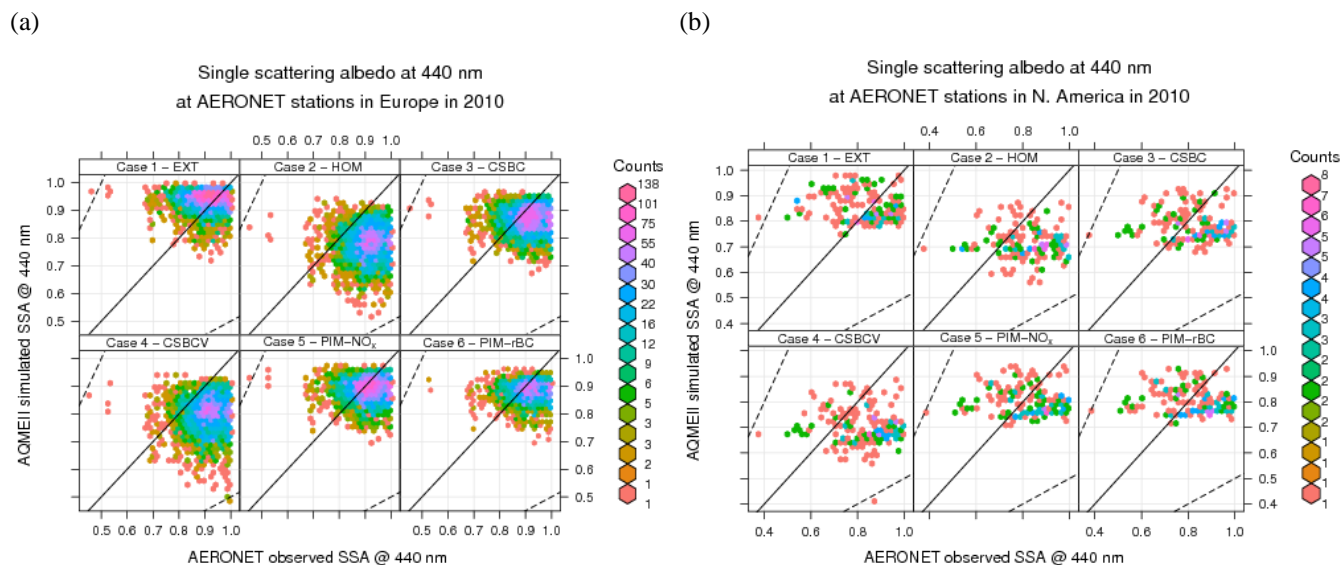 (a)
Single scattering albedo at 440 nm
at AERONET stations in Europe in 2010
0.5 0.6 0.7 0.8 0.9 1.0
Case 1 – EXT
Case 2 – HOM
Case 3 – CSBC
1.0
0.9
0.8
0.7
0.6
0.5
Case 4 – CSBCV
Case 5 – PIM–NOx
Case 6 – PIM–rBC
1.0
0.9
0.8
0.7
0.6
0.5
0.5 0.6 0.7 0.8 0.9 1.0
0.5 0.6 0.7 0.8 0.9 1.0
AQMEII simulated SSA @ 440 nm
AERONET observed SSA @ 440 nm
Counts
138
101
75
55
40
30
22
16
12
9
6
5
3
3
2
1
1
(b)
Single scattering albedo at 440 nm
at AERONET stations in N. America in 2010
0.4 0.6 0.8 1.0
Case 1 – EXT
Case 2 – HOM
Case 3 – CSBC
1.0
0.9
0.8
0.7
0.6
0.5
0.4
Case 4 – CSBCV
Case 5 – PIM–NOx
Case 6 – PIM–rBC
1.0
0.9
0.8
0.7
0.6
0.5
0.4
0.4 0.6 0.8 1.0
0.4 0.6 0.8 1.0
AQMEII simulated SSA @ 440 nm
AERONET observed SSA @ 440 nm
Counts
8
7
6
5
5
4
4
3
3
2
2
2
2
1
1
1
1